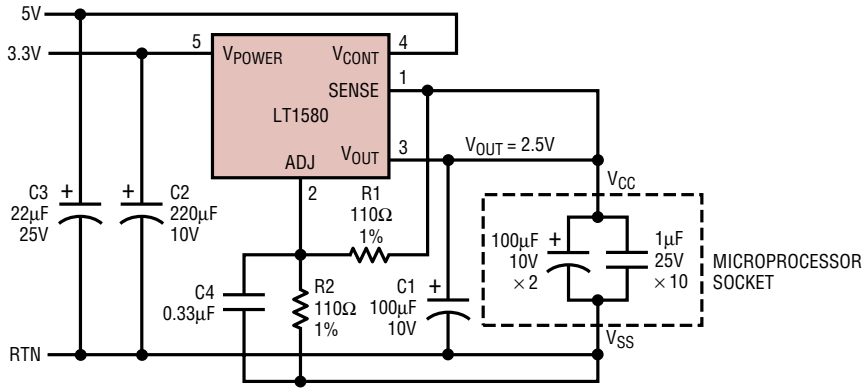 5V
3.3V
5
VPOWER
VCONT
4
SENSE
1
LT1580
VOUT
3
ADJ
2
VOUT = 2.5V
VCC
C3
22µF
25V
+
+
C2
220µF
10V
R1
110Ω
1%
C4
0.33µF
R2
110Ω
1%
C1
100µF
10V
+
100µF
10V
× 2
+
1µF
25V
× 10
MICROPROCESSOR
SOCKET
VSS
RTN